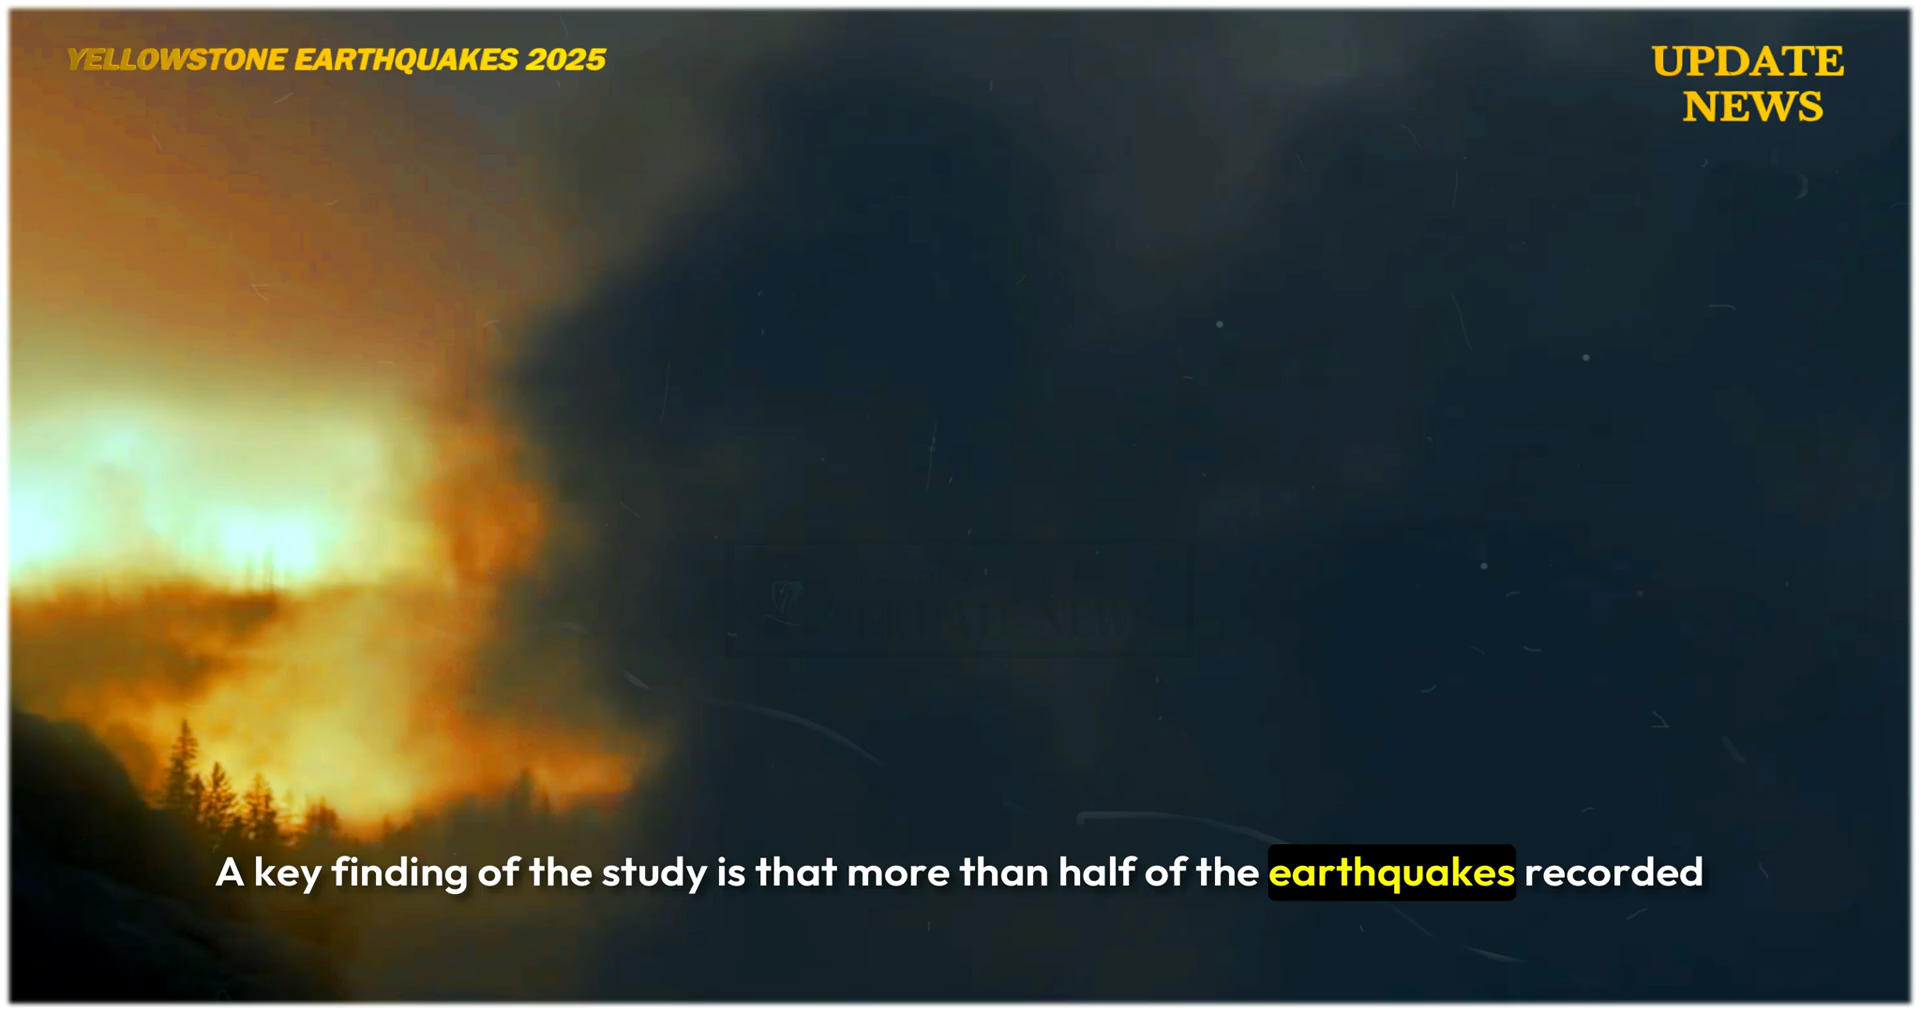 YELLOWSTONE EARTHQUAKES 2025
UPDATE
NEWS
A key finding of the study is that more than half of the earthquakes recorded